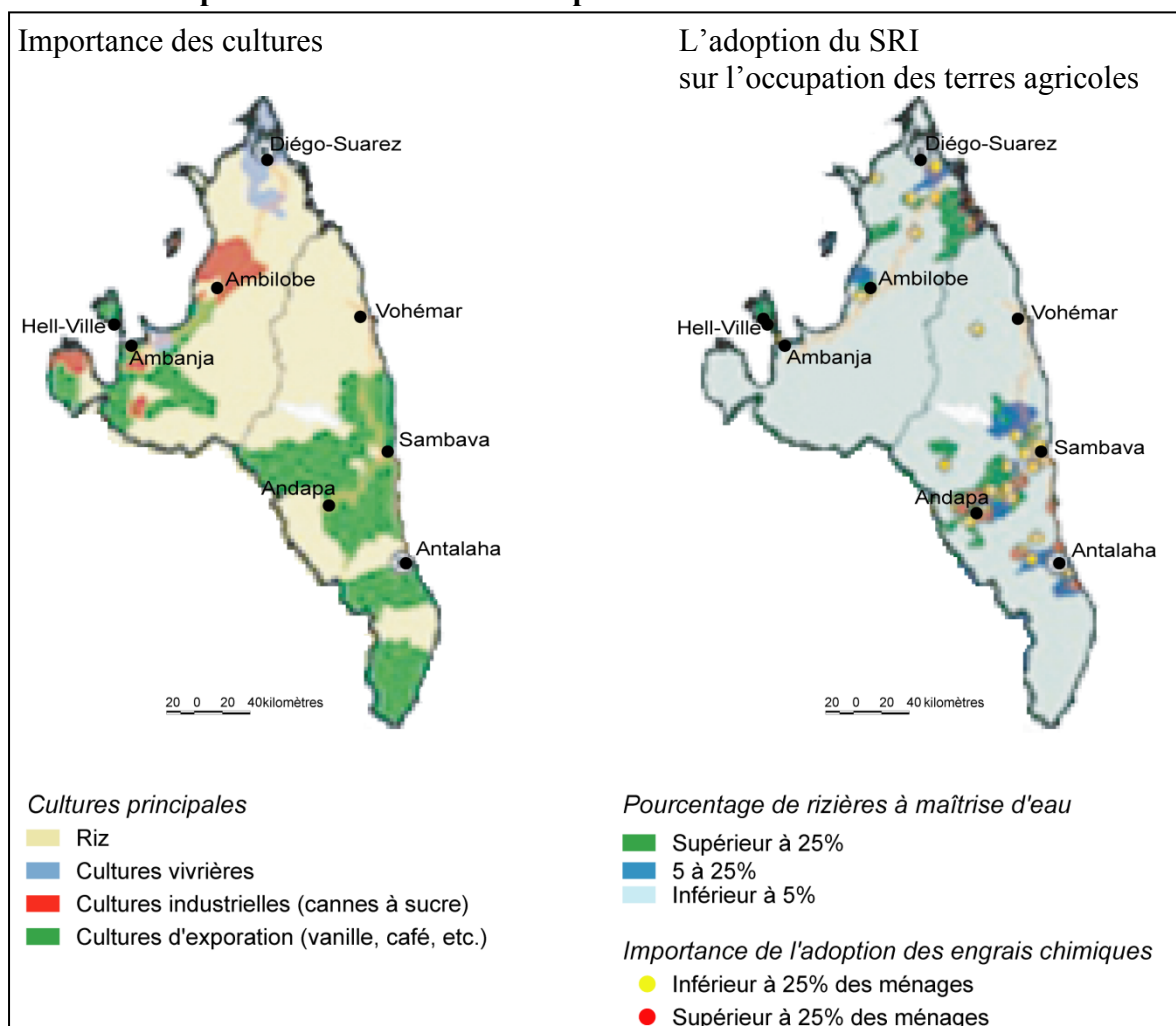 Importance des cultures
Diégo-Suarez
Ambilobe
Vohémar
Hell-Ville
Ambanja
Sambava
Andapa
Antalaha
20 0 20 40 kilomètres
Cultures principales
Riz
Cultures vivrières
Cultures industrielles (cannes à sucre)
Cultures d'exporation (vanille, café, etc.)
L'adoption du SRI
sur l'occupation des terres agricoles
Diégo-Suarez
Ambilobe
Vohémar
Hell-Ville
Ambanja
Sambava
Andapa
Antalaha
20 0 20 40 kilomètres
Pourcentage de rizières à maîtrise d'eau
Supérieur à 25%
5 à 25%
Inférieur à 5%
Importance de l'adoption des engrais chimiques
Inférieur à 25% des ménages
Supérieur à 25% des ménages